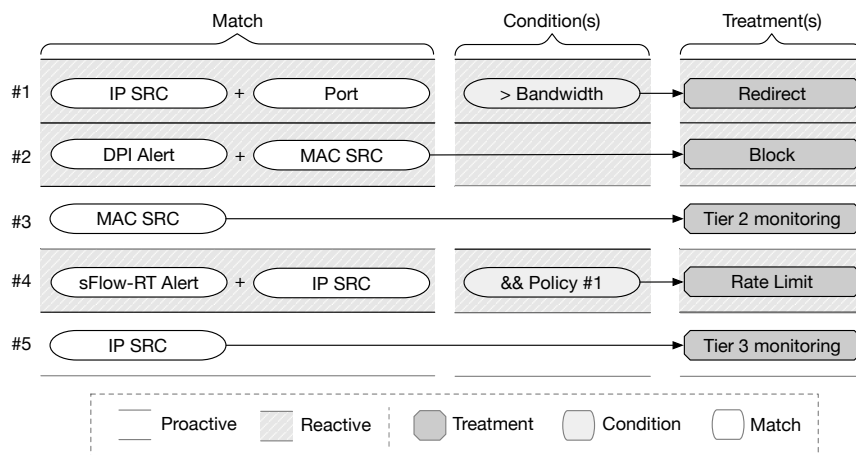 Match Condition(s) Treatment(s)
#1 IP SRC + Port > Bandwidth Redirect
#2 DPI Alert + MAC SRC Block
#3 MAC SRC Tier 2 monitoring
#4 sFlow-RT Alert + IP SRC && Policy #1 Rate Limit
#5 IP SRC Tier 3 monitoring
Proactive Reactive Treatment Condition Match